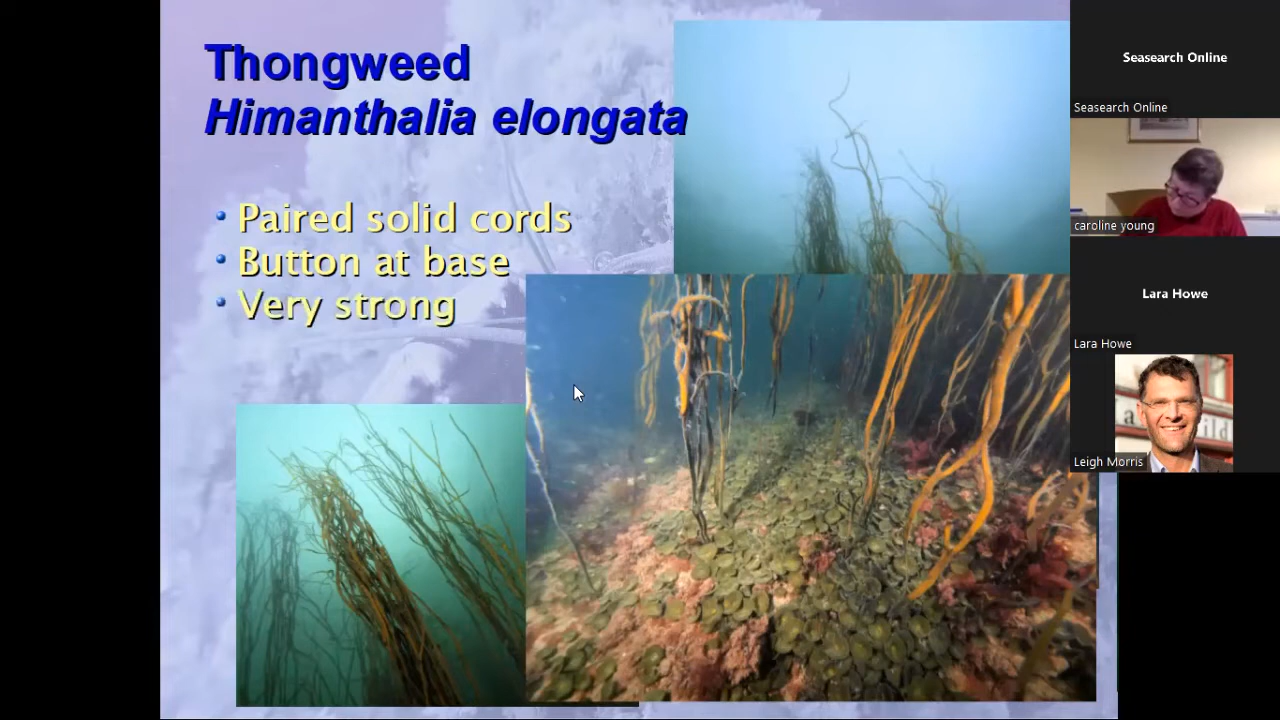 Thongweed
Himanthalia elongata
Paired solid cords
Button at base
Very strong
Seasearch Online
Seasearch Online
caroline young
Lara Howe
Lara Howe
Leigh Morris